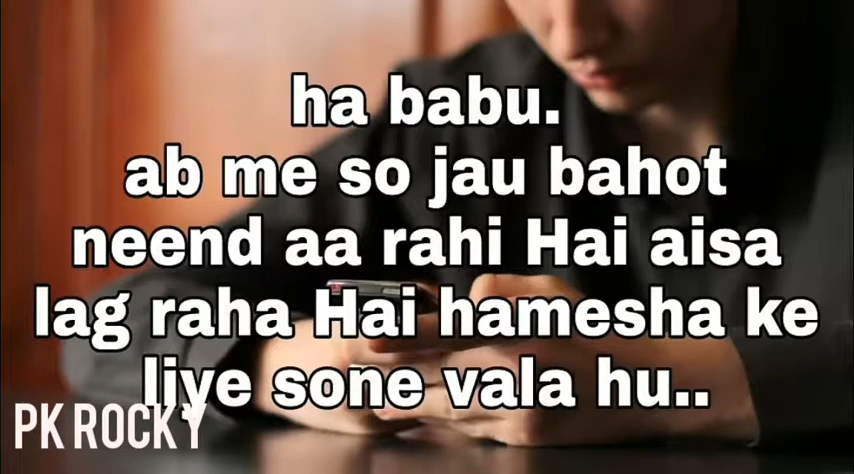 ha babu.
ab me so jau bahot
neend aa rahi Hai aisa
lag raha Hai hamesha ke
liye sone vala hu..
PK ROCKY